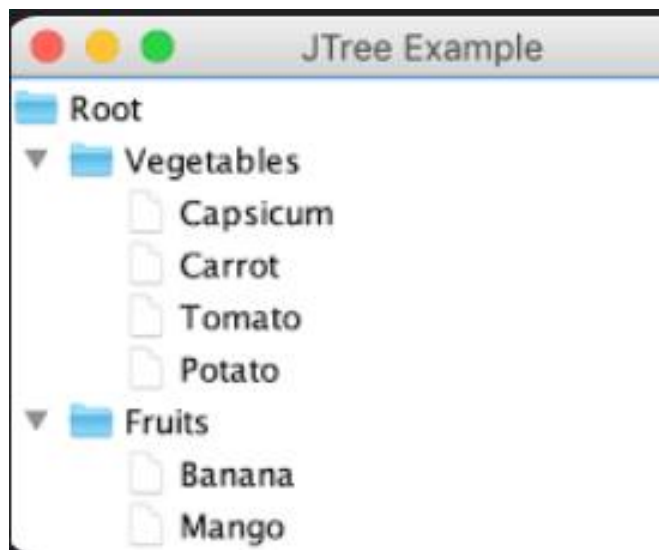 JTree Example
Root
Vegetables
Capsicum
Carrot
Tomato
Potato
Fruits
Banana
Mango